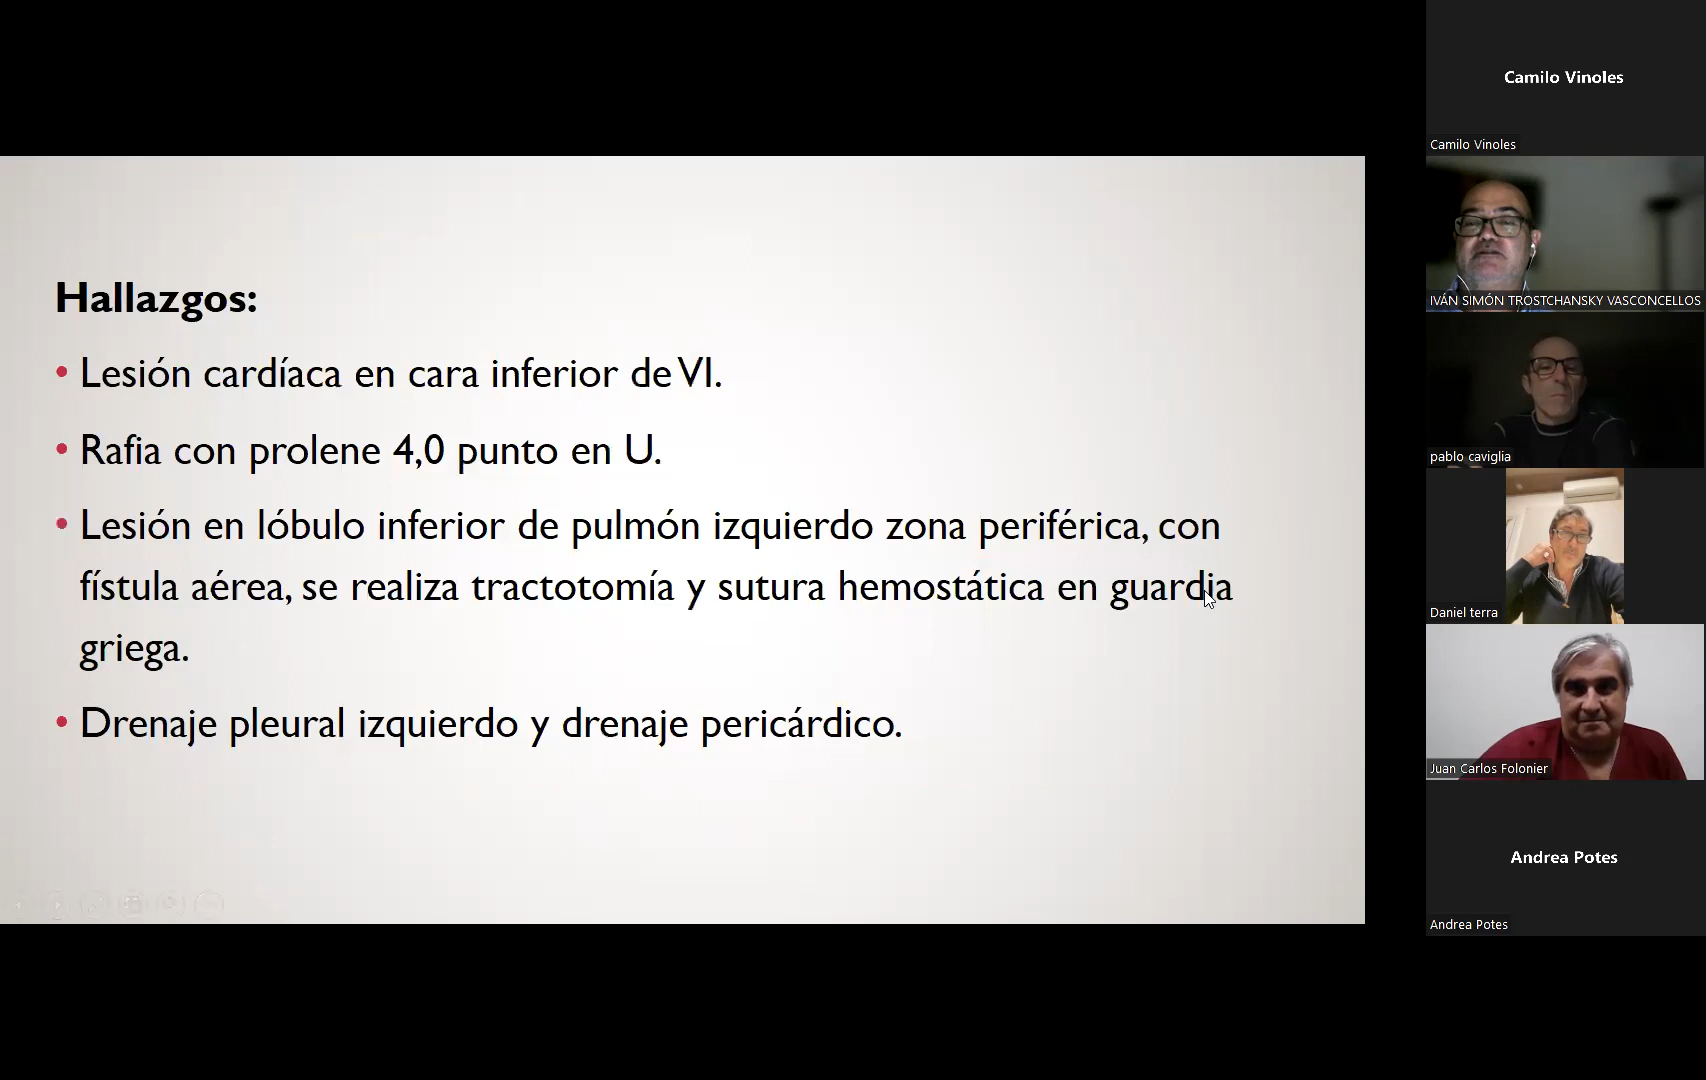 Hallazgos:
• Lesión cardíaca en cara inferior de VI.
• Rafia con prolene 4,0 punto en U.
• Lesión en lóbulo inferior de pulmón izquierdo zona periférica, con
fístula aérea, se realiza tractotomía y sutura hemostática en guardia
griega.
• Drenaje pleural izquierdo y drenaje pericárdico.
Camilo Vinoles
Camilo Vinoles
IVÁN SIMÓN TROSTCHANSKY VASCONCELLOS
pablo caviglia
Daniel terra
Juan Carlos Folonier
Andrea Potes
Andrea Potes